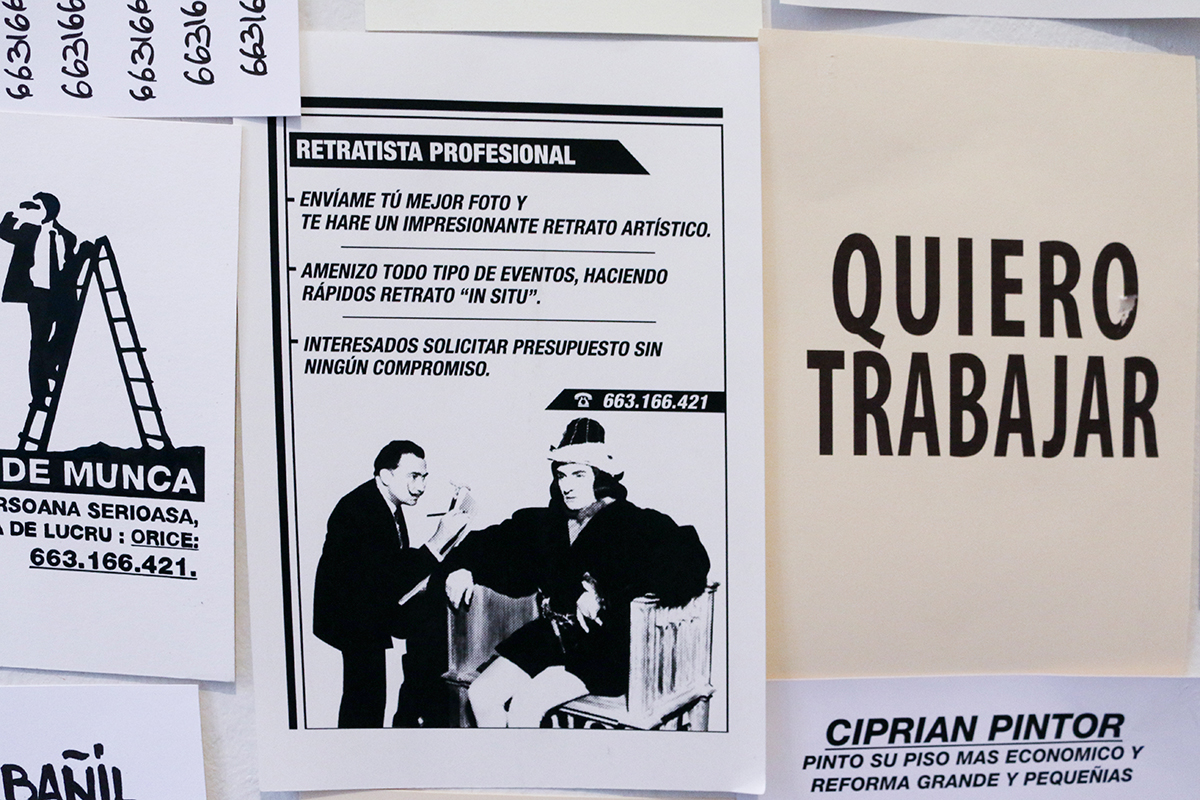 663166
663166
663166
663166
663166
DE MUNCA
RSOANA SERIOASA,
A DE LUCRU : ORICE:
663.166.421.
BAÑIL
RETRATISTA PROFESIONAL
ENVÍAME TÚ MEJOR FOTO Y
TE HARE UN IMPRESIONANTE RETRATO ARTÍSTICO.
AMENIZO TODO TIPO DE EVENTOS, HACIENDO
RÁPIDOS RETRATO “IN SITU”.
INTERESADOS SOLICITAR PRESUPUESTO SIN
NINGÚN COMPROMISO.
663.166.421
QUIERO
TRABAJAR
CIPRIAN PINTOR
PINTO SU PISO MAS ECONOMICO Y
REFORMA GRANDE Y PEQUEÑIAS